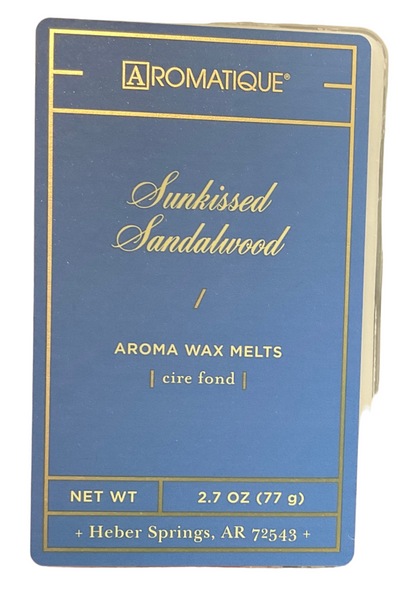 AROMATIQUE®
Sunkissed
Sandalwood
/
AROMA WAX MELTS
| cire fond |
NET WT 2.7 OZ (77 g)
+ Heber Springs, AR 72543 +